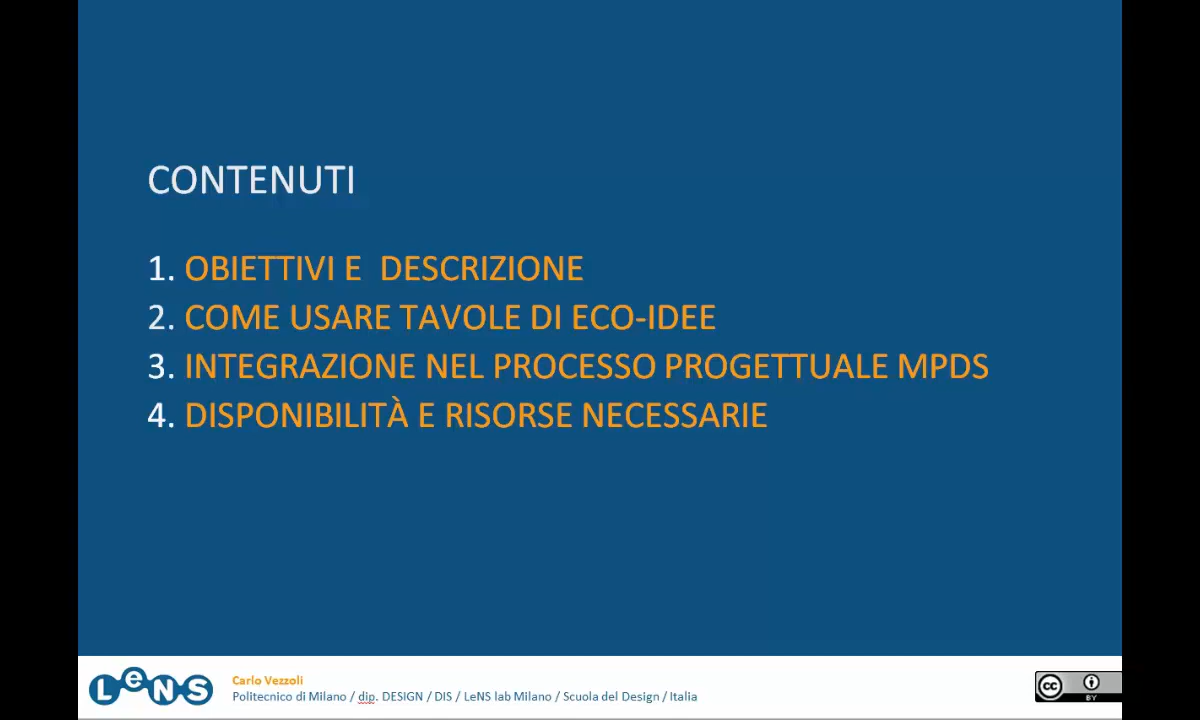 CONTENUTI
1. OBIETTIVI E DESCRIZIONE
2. COME USARE TAVOLE DI ECO-IDEE
3. INTEGRAZIONE NEL PROCESSO PROGETTUALE MPDS
4. DISPONIBILITÀ E RISORSE NECESSARIE
LeNS
Carlo Vezzoli
Politecnico di Milano / dip. DESIGN / DIS / LeNS lab Milano / Scuola del Design / Italia
cc
BY